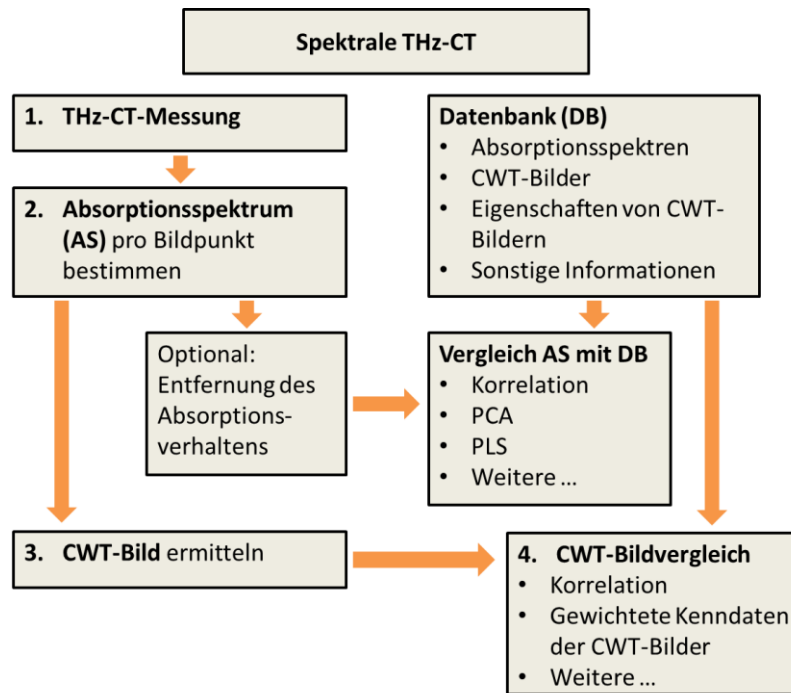 Spektrale THz-CT
1. THz-CT-Messung
2. Absorptionsspektrum
(AS) pro Bildpunkt
bestimmen
Datenbank (DB)
• Absorptionsspektren
• CWT-Bilder
• Eigenschaften von CWT-
Bildern
• Sonstige Informationen
Optional:
Entfernung des
Absorptions-
verhaltens
Vergleich AS mit DB
• Korrelation
• PCA
• PLS
• Weitere ...
3. CWT-Bild ermitteln
4. CWT-Bildvergleich
• Korrelation
• Gewichtete Kenndaten
der CWT-Bilder
• Weitere ...